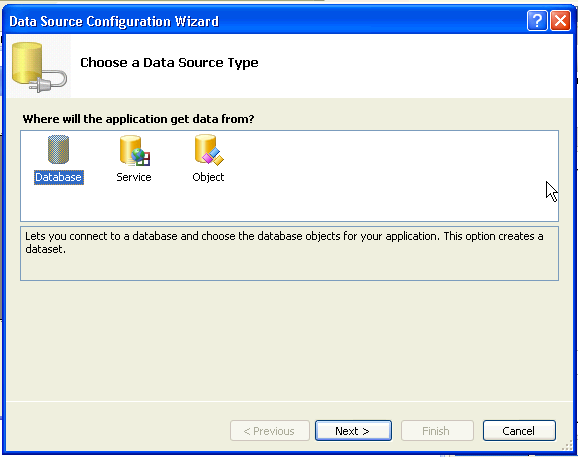 Data Source Configuration Wizard
?
Choose a Data Source Type
Where will the application get data from?
Database Service Object
Lets you connect to a database and choose the database objects for your application. This option creates a
dataset.
< Previous Next > Finish Cancel